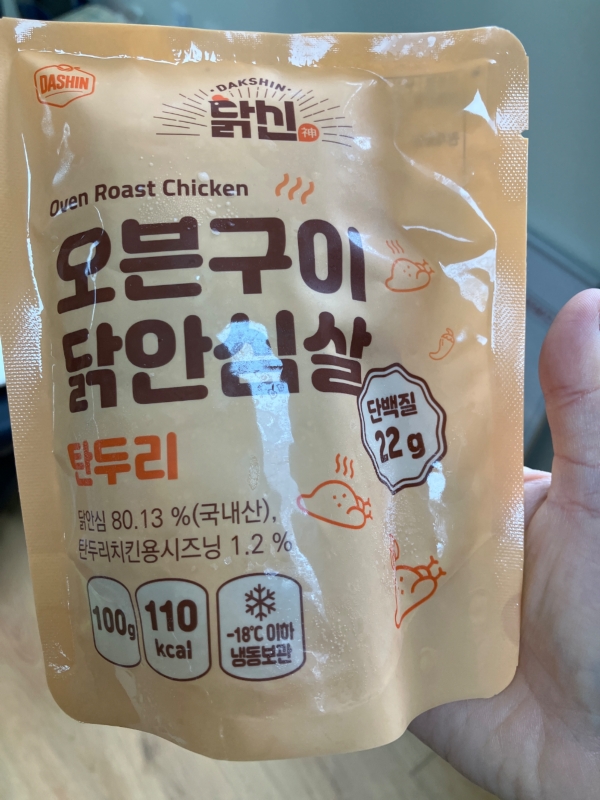 DASHIN
DAKSHIN
닭신
Oven Roast Chicken
오븐구이
닭안심살
단백질
22 g
탄두리
닭안심 80.13 %(국내산),
탄두리치킨용시즈닝 1.2 %
100g
110
kcal
-18℃ 이하
냉동보관